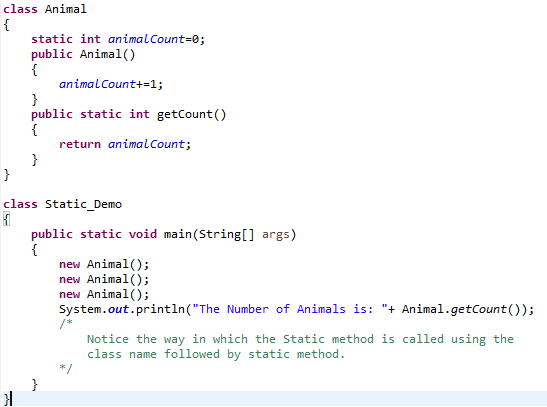 class Animal
{
    static int animalCount=0;
    public Animal()
    {
        animalCount+=1;
    }
    public static int getCount()
    {
        return animalCount;
    }
}

class Static_Demo
{
    public static void main(String[] args)
    {
        new Animal();
        new Animal();
        new Animal();
        System.out.println("The Number of Animals is: "+ Animal.getCount());
        /*
            Notice the way in which the Static method is called using the
            class name followed by static method.
        */
    }
}